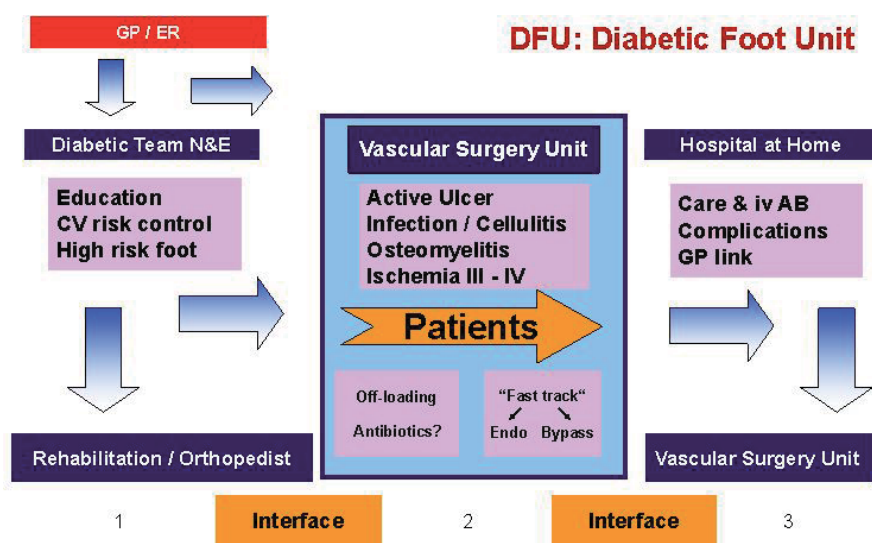 GP / ER
DFU: Diabetic Foot Unit
Diabetic Team N&E
Education
CV risk control
High risk foot
Rehabilitation / Orthopedist
Vascular Surgery Unit
Active Ulcer
Infection / Cellulitis
Osteomyelitis
Ischemia III - IV
Patients
Off-loading
Antibiotics?
“Fast track“
Endo Bypass
Hospital at Home
Care & iv AB
Complications
GP link
Vascular Surgery Unit
1 Interface 2 Interface 3